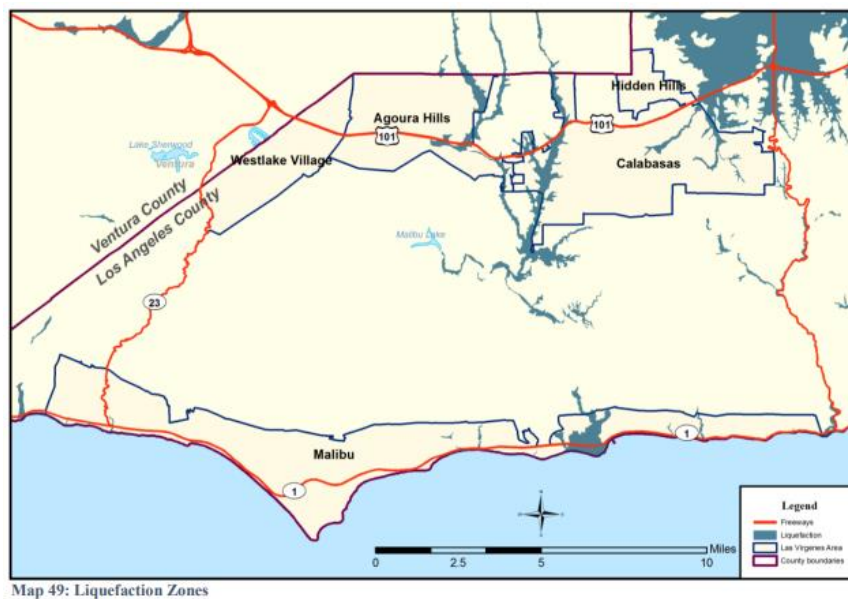 Hidden Hills
Agoura Hills
101
101
Lake Sherwood
Ventura
Westlake Village
Calabasas
Ventura County
Los Angeles County
Malibu Lake
23
Malibu
1
1
N
Legend
Freeways
Liquefaction
Las Virgenes Area
County boundaries
Miles
0 2.5 5 10
Map 49: Liquefaction Zones